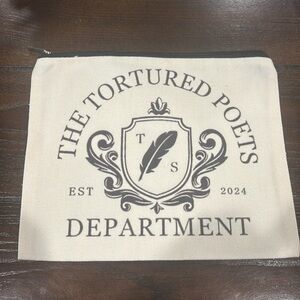 THE TORTURED POETS
T S
EST 2024
DEPARTMENT